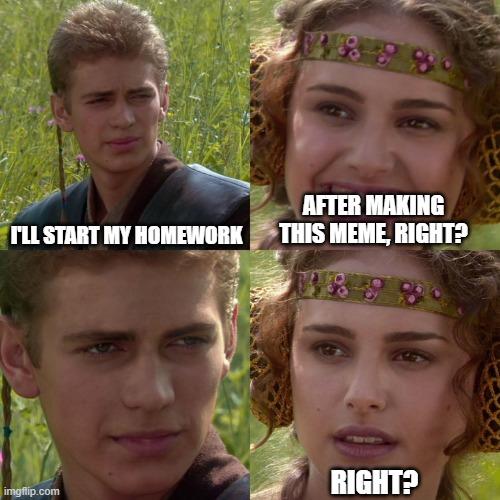 I'LL START MY HOMEWORK
AFTER MAKING
THIS MEME, RIGHT?
RIGHT?
imgflip.com